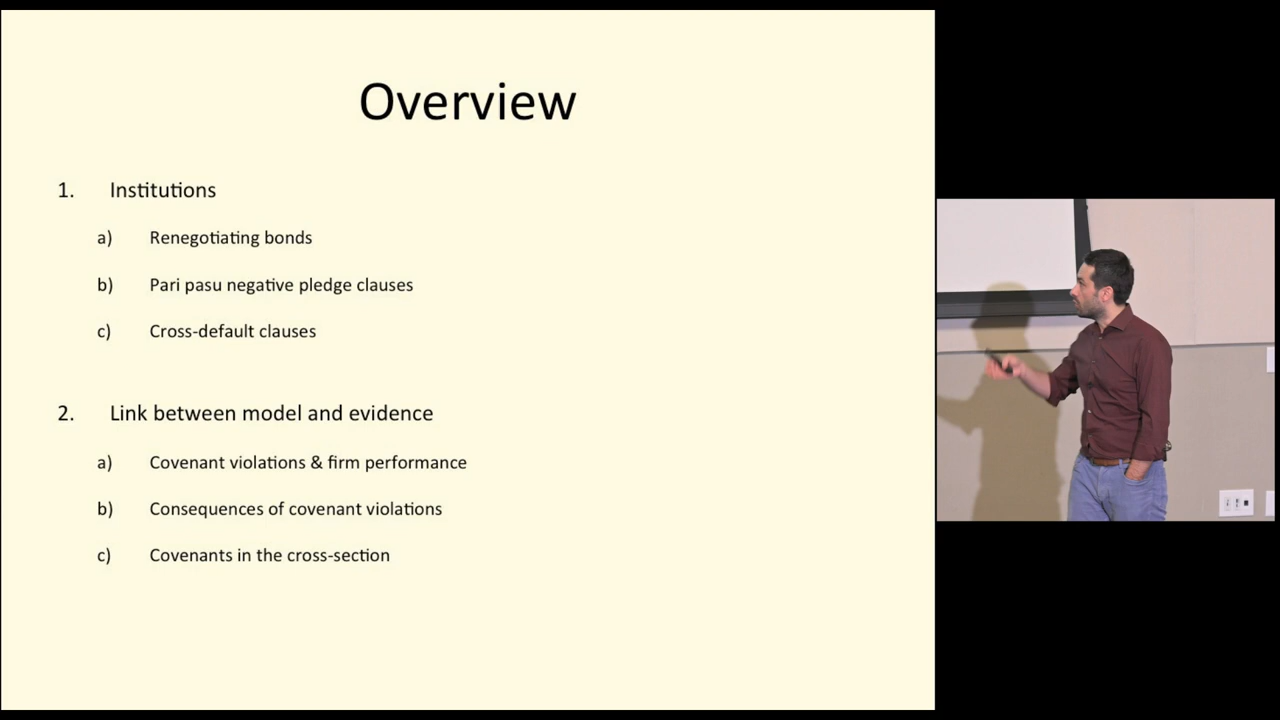 Overview
1. Institutions
a) Renegotiating bonds
b) Pari pasu negative pledge clauses
c) Cross-default clauses
2. Link between model and evidence
a) Covenant violations & firm performance
b) Consequences of covenant violations
c) Covenants in the cross-section